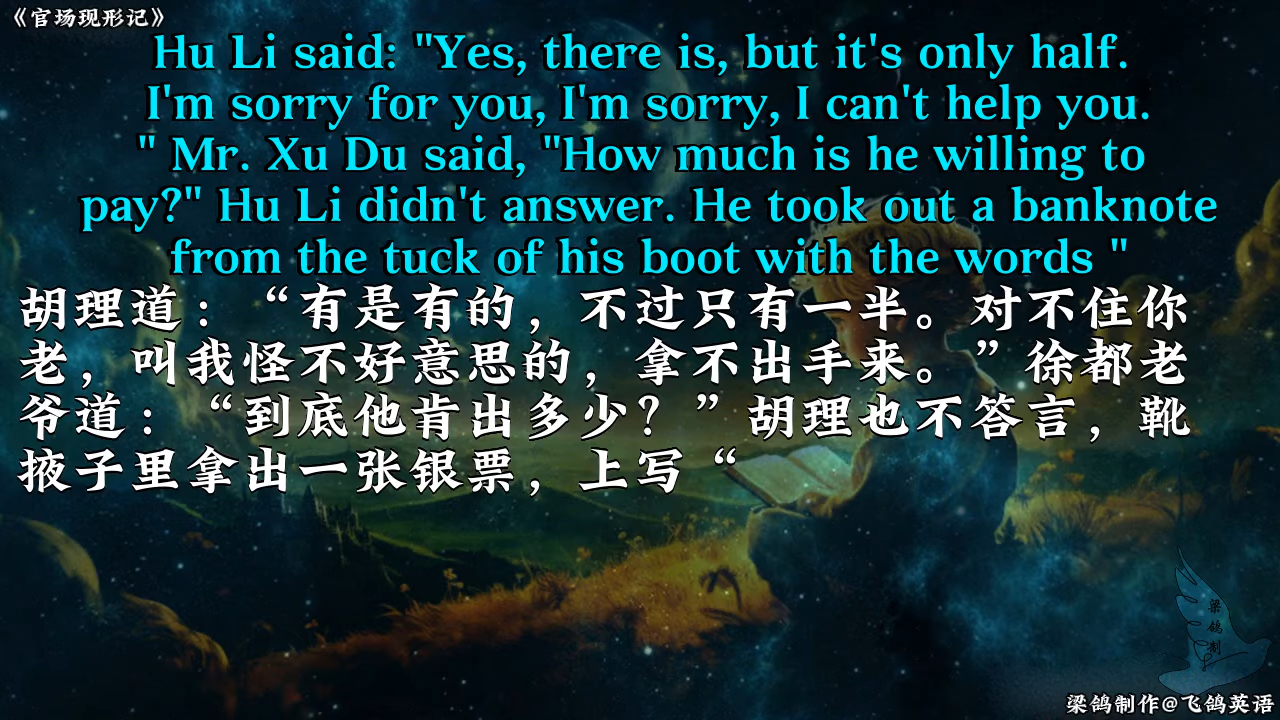 《官场现形记》
Hu Li said: "Yes, there is, but it's only half.
I'm sorry for you, I'm sorry, I can't help you.
" Mr. Xu Du said, "How much is he willing to
pay?" Hu Li didn't answer. He took out a banknote
from the tuck of his boot with the words "
胡理道：“有是有的，不过只有一半。对不住你
老，叫我怪不好意思的，拿不出手来。”徐都老
爷道：“到底他肯出多少？”胡理也不答言，靴
掖子里拿出一张银票，上写“
梁
鸽
制
梁鸽制作@飞鸽英语